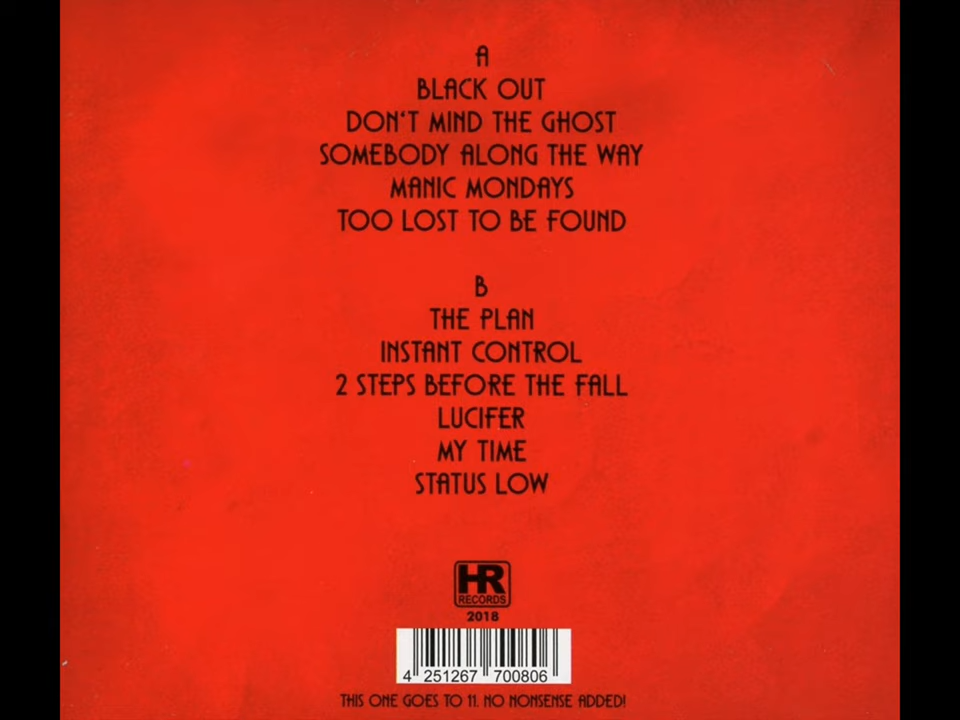 A
BLACK OUT
DON'T MIND THE GHOST
SOMEBODY ALONG THE WAY
MANIC MONDAYS
TOO LOST TO BE FOUND
B
THE PLAN
INSTANT CONTROL
2 STEPS BEFORE THE FALL
LUCIFER
MY TIME
STATUS LOW
HR
RECORDS
2018
4 251267 700806
THIS ONE GOES TO 11. NO NONSENSE ADDED!